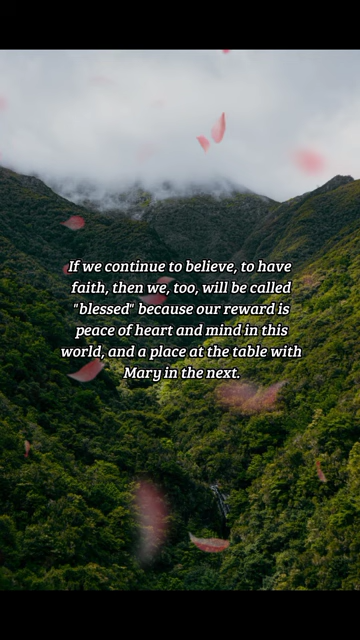 If we continue to believe, to have
faith, then we, too, will be called
"blessed" because our reward is
peace of heart and mind in this
world, and a place at the table with
Mary in the next.